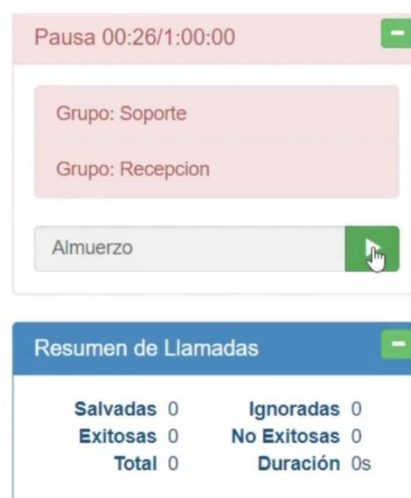 Pausa 00:26/1:00:00
Grupo: Soporte
Grupo: Recepcion
Almuerzo
Resumen de Llamadas
Salvadas 0 Ignoradas 0
Exitosas 0 No Exitosas 0
Total 0 Duración 0s